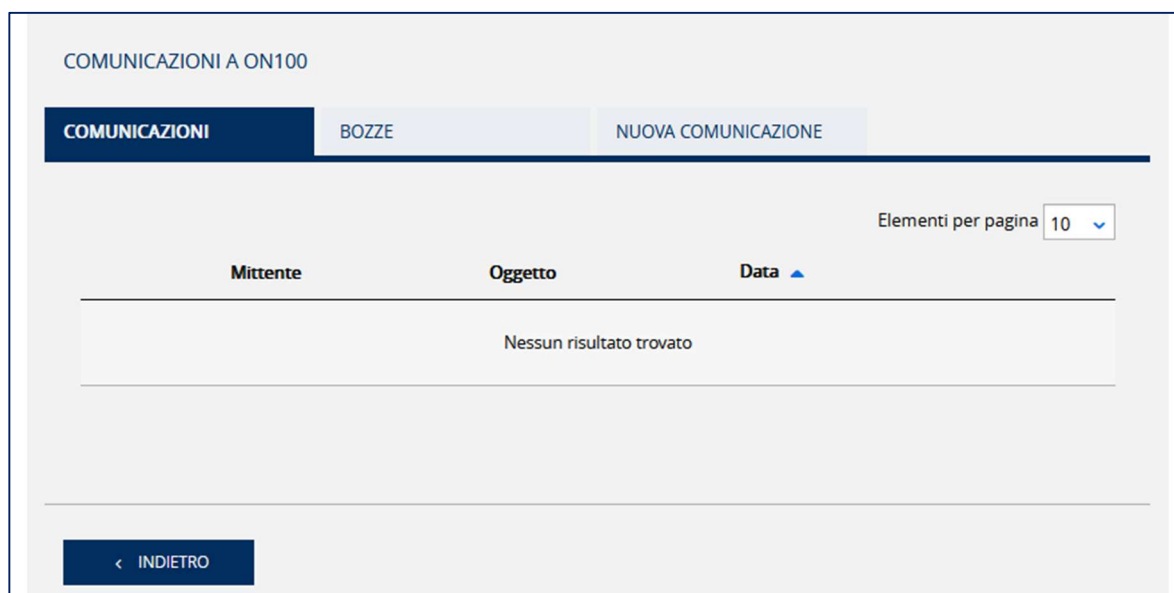 COMUNICAZIONI A ON100
COMUNICAZIONI BOZZE NUOVA COMUNICAZIONE
Elementi per pagina 10
Mittente Oggetto Data
Nessun risultato trovato
INDIETRO